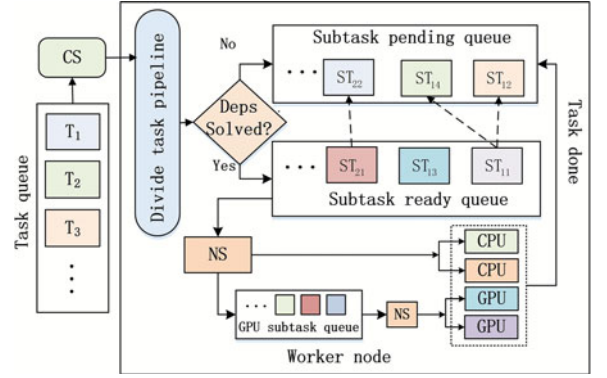 CS
Task queue
T1
T2
T3
Divide task pipeline
No
Deps
Solved?
Yes
Subtask pending queue
ST22
ST14
ST12
ST21
ST13
ST11
Subtask ready queue
Task done
NS
CPU
CPU
GPU
GPU
GPU subtask queue
NS
Worker node